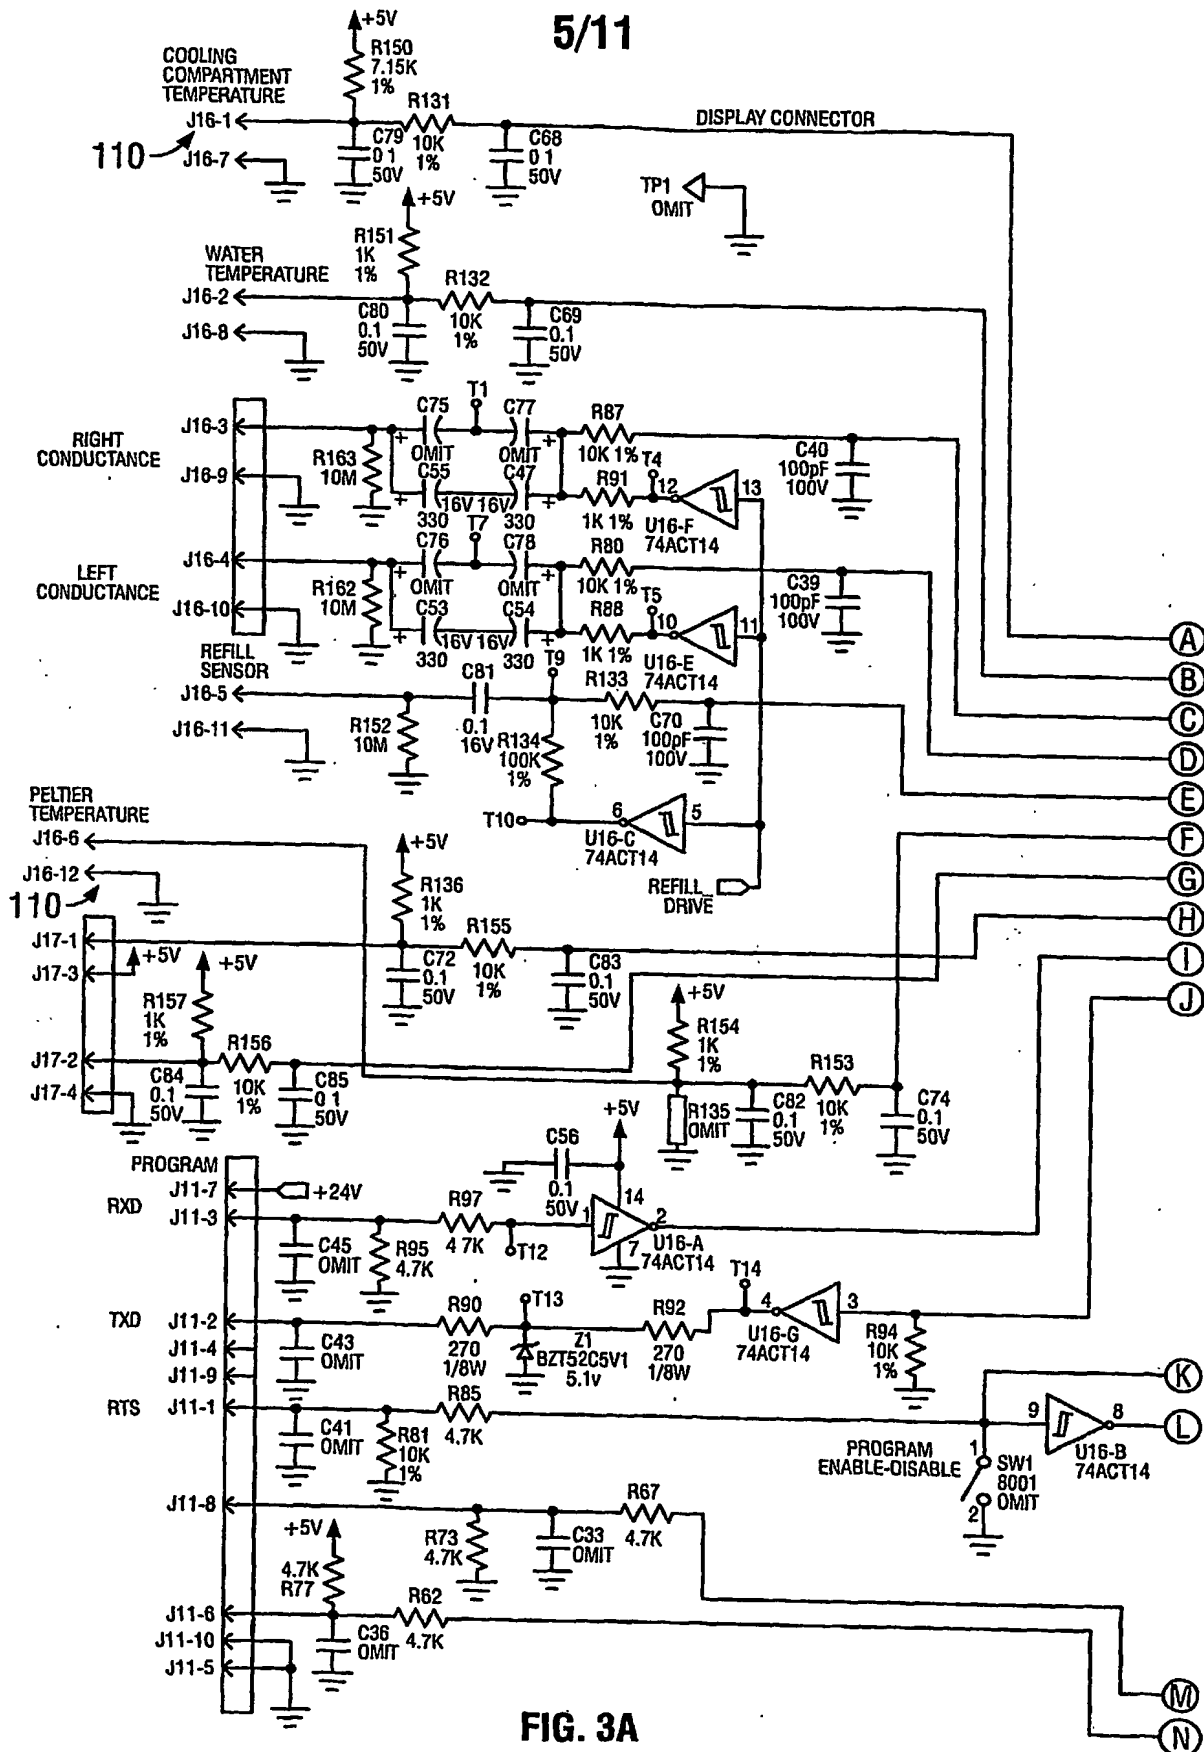 5/11
+5V
R150
7.15K
1%
COOLING
COMPARTMENT
TEMPERATURE
J16-1
110
J16-7
R131
10K
1%
C79
0 1
50V
C68
0 1
50V
DISPLAY CONNECTOR
TP1
OMIT
+5V
R151
1K
1%
WATER
TEMPERATURE
J16-2
J16-8
R132
10K
1%
C80
0.1
50V
C69
0.1
50V
RIGHT
CONDUCTANCE
J16-3
J16-9
R163
10M
C75
OMIT
T1
C77
OMIT
+
+
C55
16V
330
C47
16V
330
+
+
R87
10K 1%
R91
1K 1%
T4
12
13
U16-F
74ACT14
C40
100pF
100V
LEFT
CONDUCTANCE
J16-4
J16-10
R162
10M
C76
OMIT
T7
C78
OMIT
+
+
C53
16V
330
C54
16V
330
+
+
R80
10K 1%
R88
1K 1%
T5
10
11
U16-E
74ACT14
C39
100pF
100V
REFILL
SENSOR
J16-5
J16-11
R152
10M
C81
0.1
16V
T9
R133
10K
1%
R134
100K
1%
C70
100pF
100V
T10
6
5
U16-C
74ACT14
REFILL_
DRIVE
PELTIER
TEMPERATURE
J16-6
J16-12
110
+5V
R136
1K
1%
J17-1
J17-3
+5V
+5V
R155
10K
1%
C72
0.1
50V
C83
0.1
50V
R157
1K
1%
J17-2
J17-4
R156
10K
1%
C84
0.1
50V
C85
0 1
50V
+5V
R154
1K
1%
R135
OMIT
C82
0.1
50V
R153
10K
1%
C74
0.1
50V
PROGRAM
J11-7
+24V
RXD
J11-3
C45
OMIT
R95
4.7K
R97
4 7K
T12
C56
0.1
50V
+5V
14
1
2
7
U16-A
74ACT14
TXD
J11-2
J11-4
J11-9
C43
OMIT
R90
270
1/8W
T13
Z1
BZT52C5V1
5.1v
R92
270
1/8W
T14
4
3
U16-G
74ACT14
R94
10K
1%
RTS
J11-1
C41
OMIT
R81
10K
1%
R85
4.7K
PROGRAM
ENABLE-DISABLE
1
2
SW1
8001
OMIT
9
8
U16-B
74ACT14
J11-8
R73
4.7K
C33
OMIT
R67
4.7K
+5V
4.7K
R77
J11-6
J11-10
J11-5
C36
OMIT
R62
4.7K
A
B
C
D
E
F
G
H
I
J
K
L
M
N
FIG. 3A